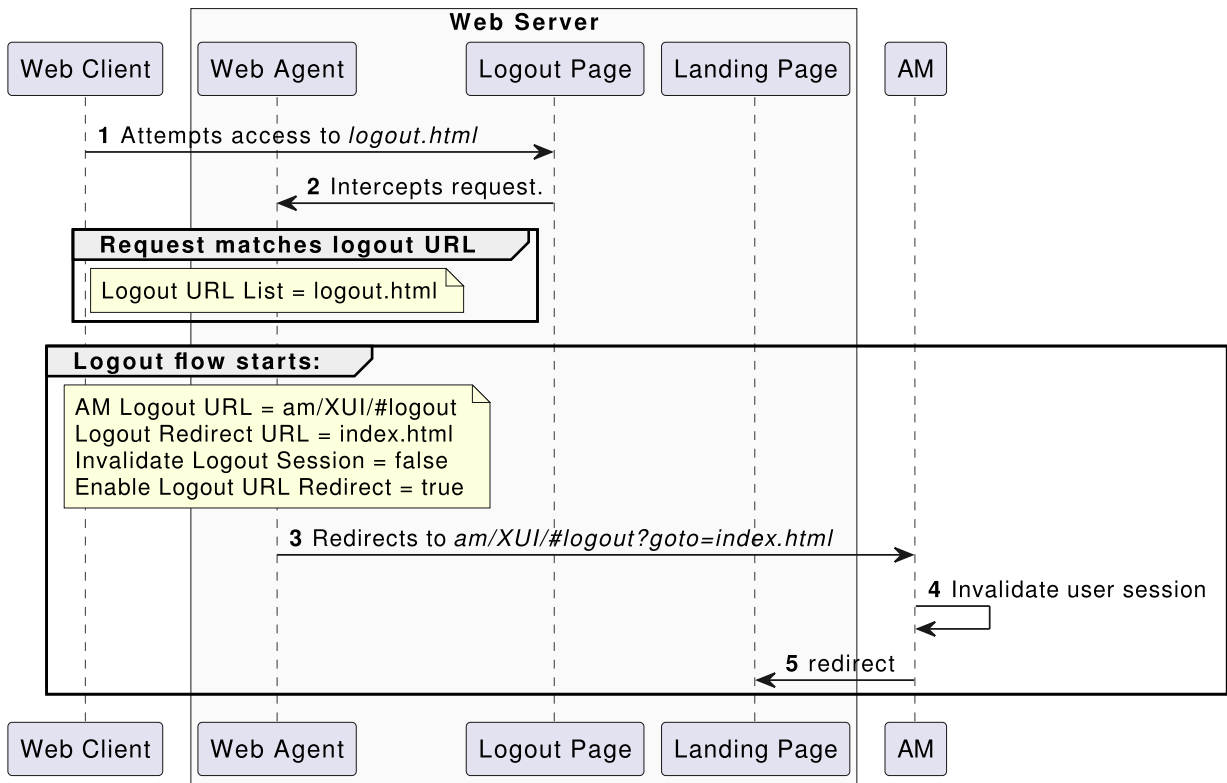 Web Server
Web Client
Web Agent
Logout Page
Landing Page
AM
1 Attempts access to logout.html
2 Intercepts request.
Request matches logout URL
Logout URL List = logout.html
Logout flow starts:
AM Logout URL = am/XUI/#logout
Logout Redirect URL = index.html
Invalidate Logout Session = false
Enable Logout URL Redirect = true
3 Redirects to am/XUI/#logout?goto=index.html
4 Invalidate user session
5 redirect
Web Client
Web Agent
Logout Page
Landing Page
AM